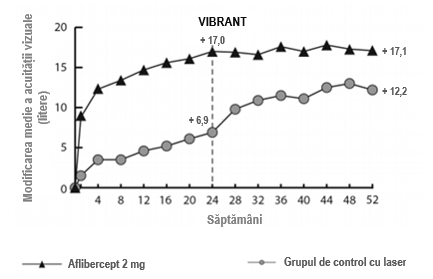 VIBRANT
Modificarea medie a acuității vizuale
(litere)
20
15
10
5
0
+ 17,0
+ 6,9
+ 17,1
+ 12,2
4 8 12 16 20 24 28 32 36 40 44 48 52
Săptămâni
Aflibercept 2 mg
Grupul de control cu laser